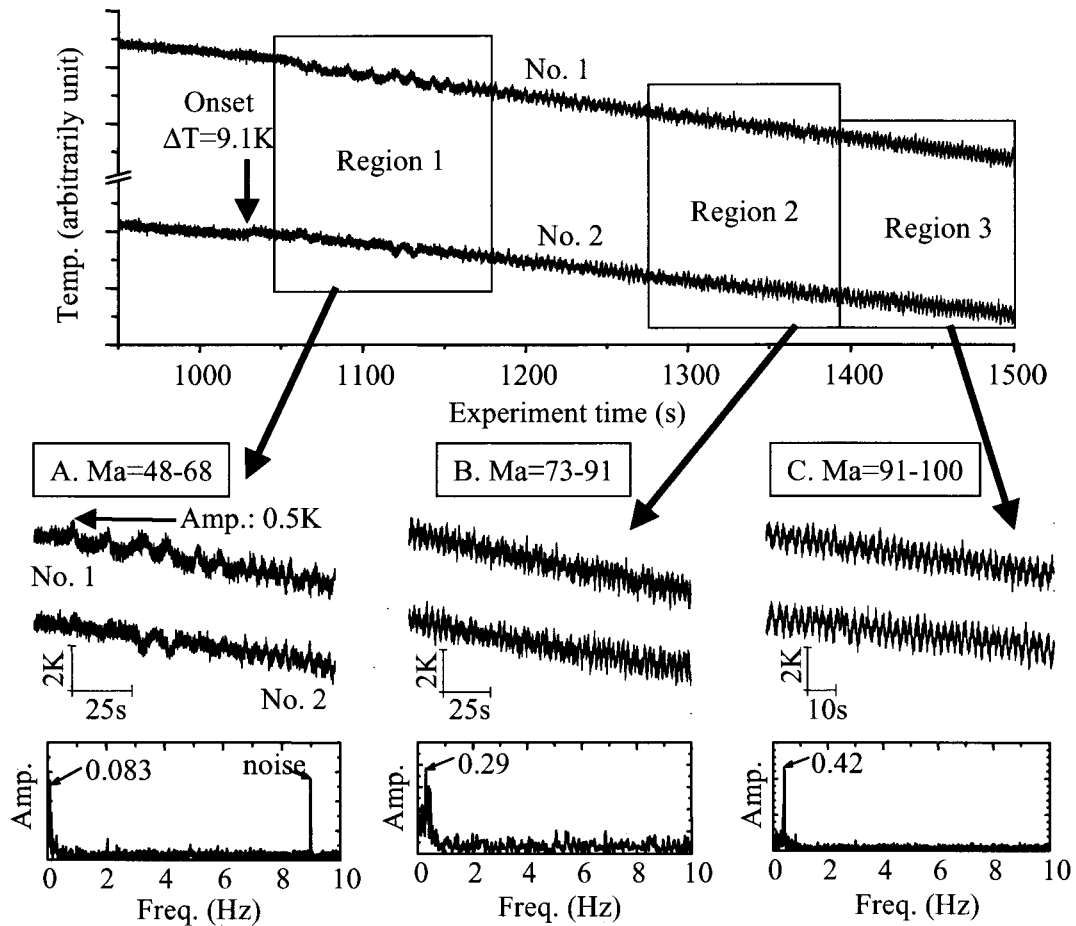 Temp. (arbitrarily unit)
Onset
ΔT=9.1K
No. 1
Region 1
No. 2
Region 2
Region 3
1000 1100 1200 1300 1400 1500
Experiment time (s)
A. Ma=48-68
B. Ma=73-91
C. Ma=91-100
Amp.: 0.5K
No. 1
No. 2
2K
25s
2K
25s
2K
10s
Amp.
0.083
noise
0 2 4 6 8 10
Freq. (Hz)
Amp.
0.29
0 2 4 6 8 10
Freq. (Hz)
Amp.
0.42
0 2 4 6 8 10
Freq. (Hz)